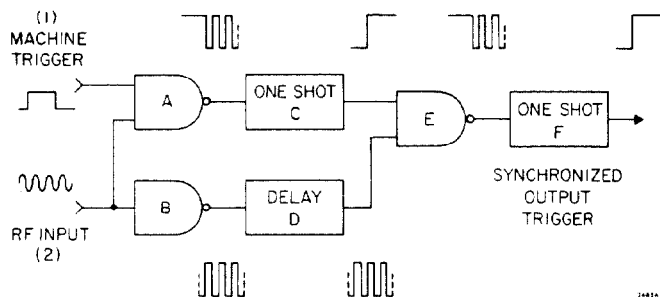 (1)
MACHINE
TRIGGER
A
ONE SHOT
C
E
ONE SHOT
F
B
DELAY
D
RF INPUT
(2)
SYNCHRONIZED
OUTPUT
TRIGGER